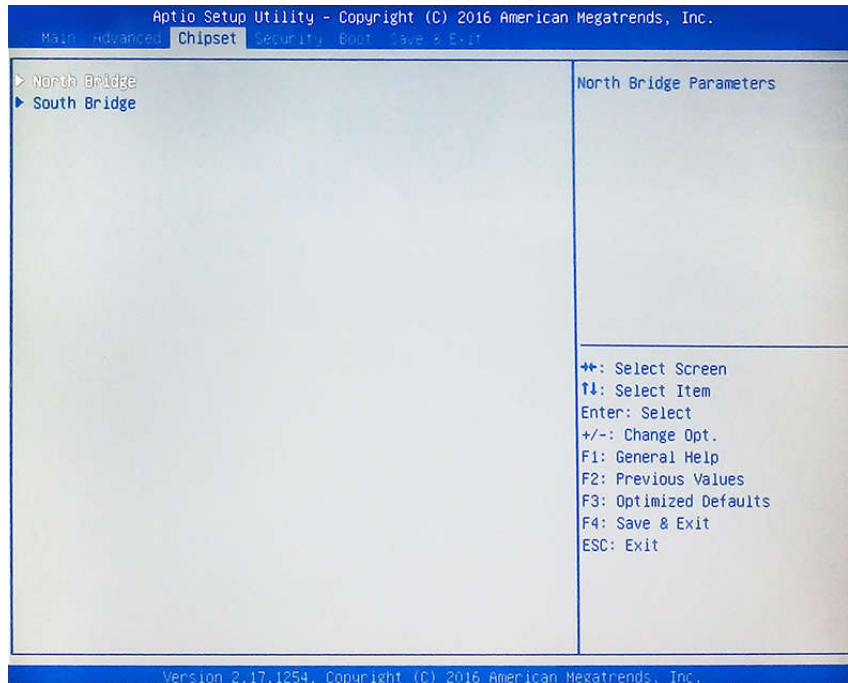 Aptio Setup Utility - Copyright (C) 2016 American Megatrends, Inc.
Main Advanced Chipset Security Boot Save & Exit
▶ North Bridge
▶ South Bridge
North Bridge Parameters
→←: Select Screen
↑↓: Select Item
Enter: Select
+/-: Change Opt.
F1: General Help
F2: Previous Values
F3: Optimized Defaults
F4: Save & Exit
ESC: Exit
Version 2.17.1254. Copyright (C) 2016 American Megatrends, Inc.